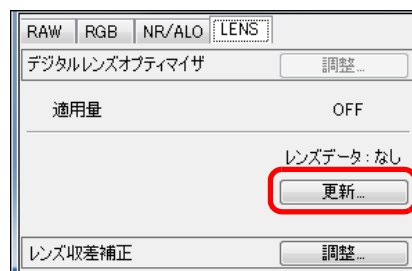 RAW RGB NR/ALO LENS
デジタルレンズオプティマイザ 調整...
適用量 OFF
レンズデータ：なし
更新...
レンズ収差補正 調整...